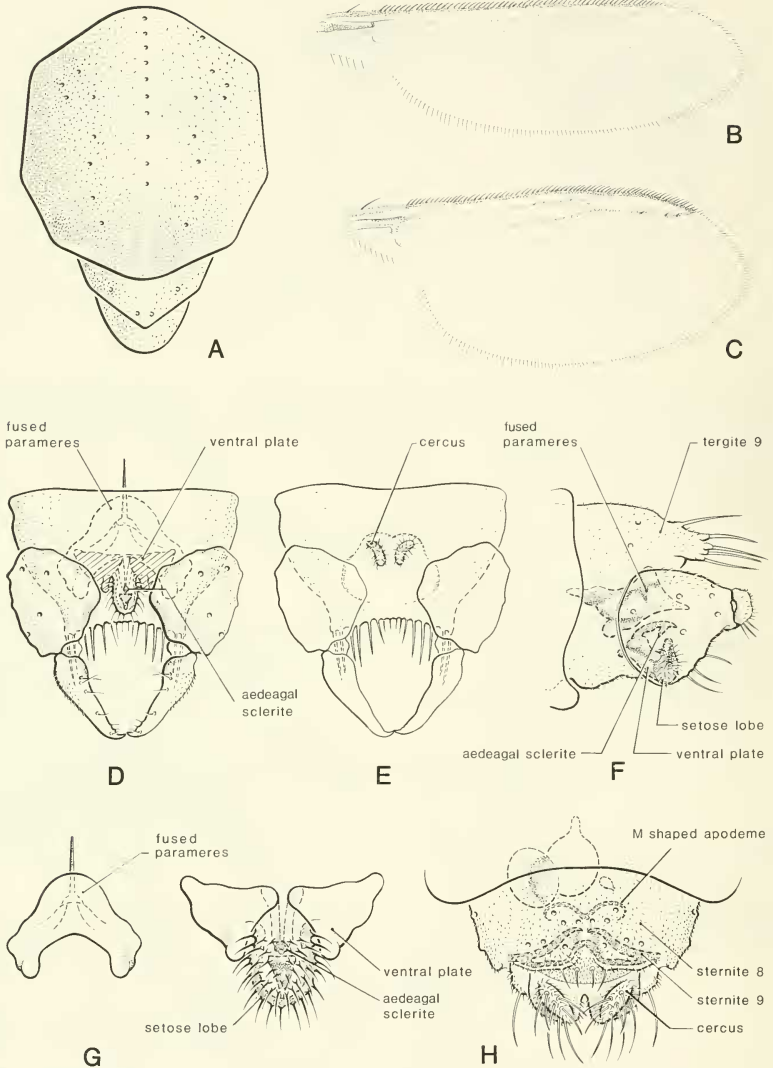 A
B
C
fused
parameres
ventral plate
aedeagal
sclerite
D
cercus
E
fused
parameres
tergite 9
setose lobe
aedeagal sclerite
ventral plate
F
fused
parameres
ventral plate
aedeagal
sclerite
setose lobe
G
M shaped apodeme
sternite 8
sternite 9
cercus
H